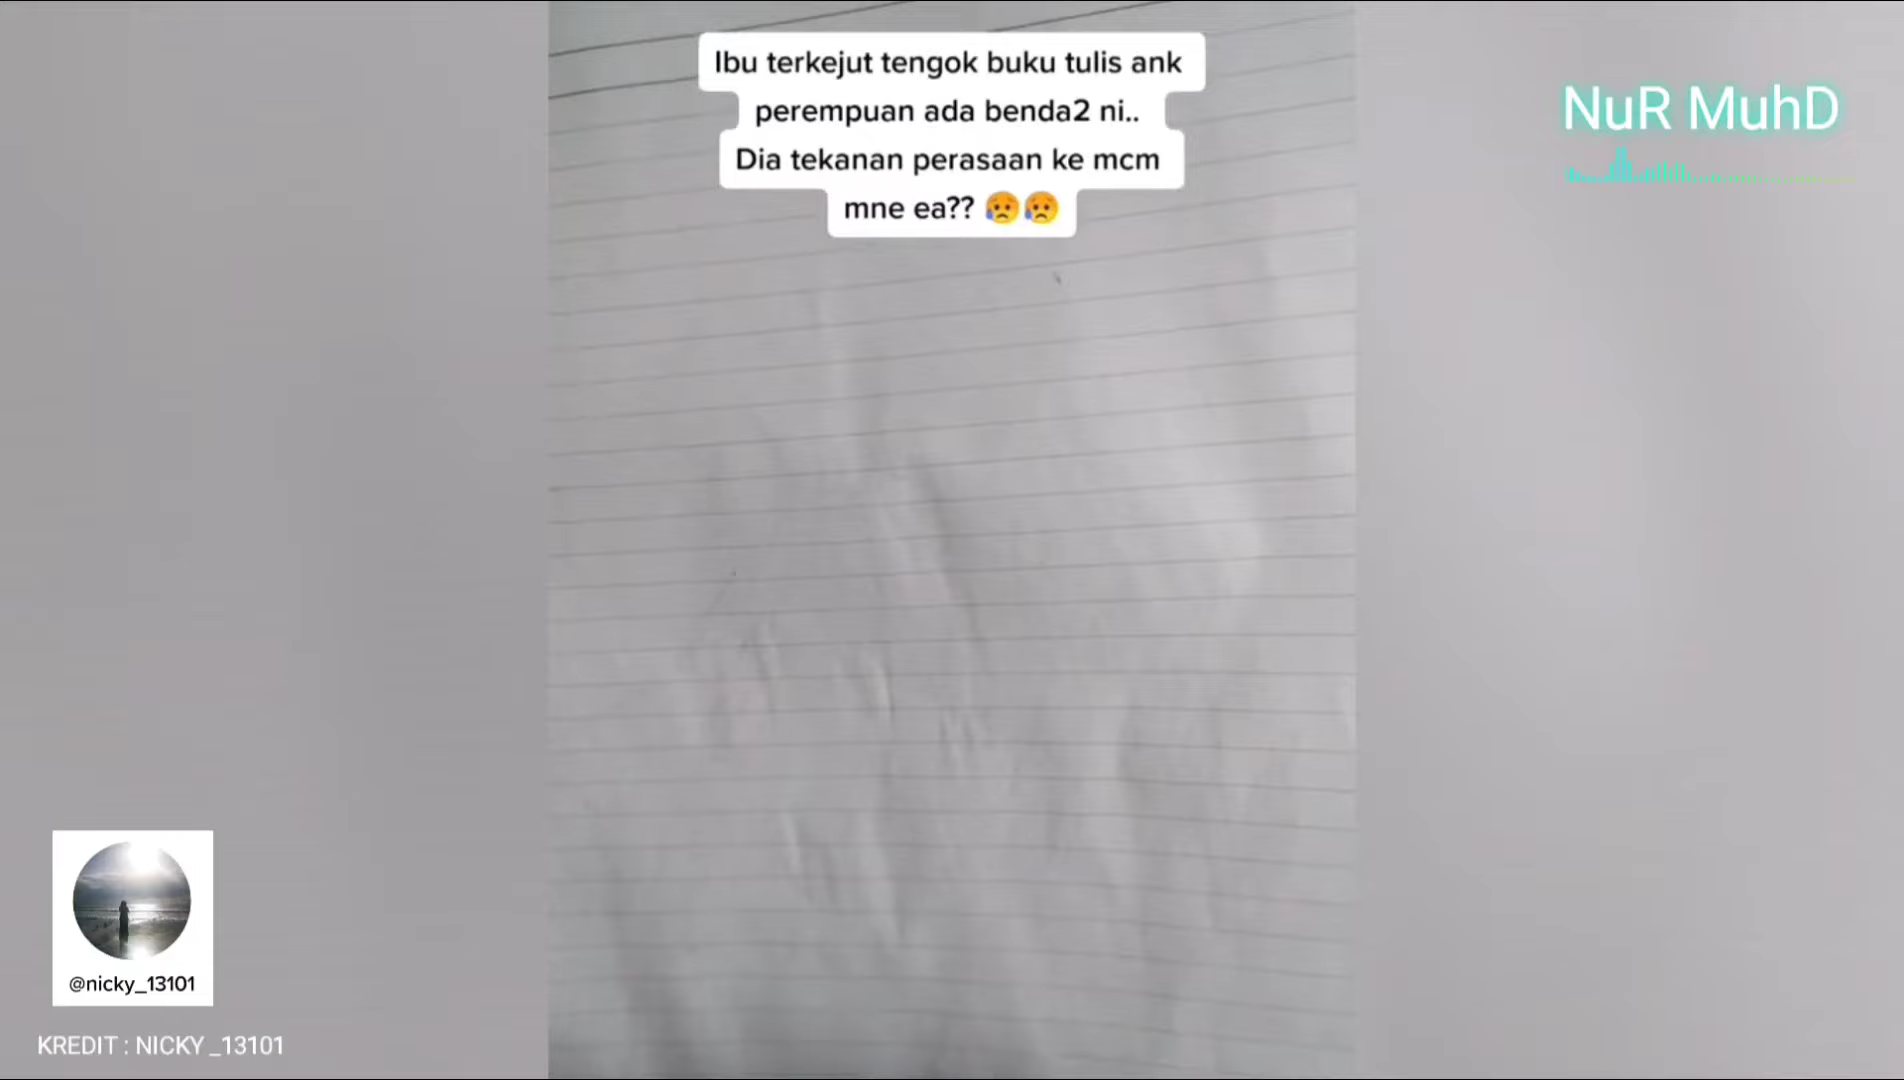 Ibu terkejut tengok buku tulis ank
perempuan ada benda2 ni..
Dia tekanan perasaan ke mcm
mne ea?? 😥😥
NuR MuhD
@nicky_13101
KREDIT : NICKY _13101